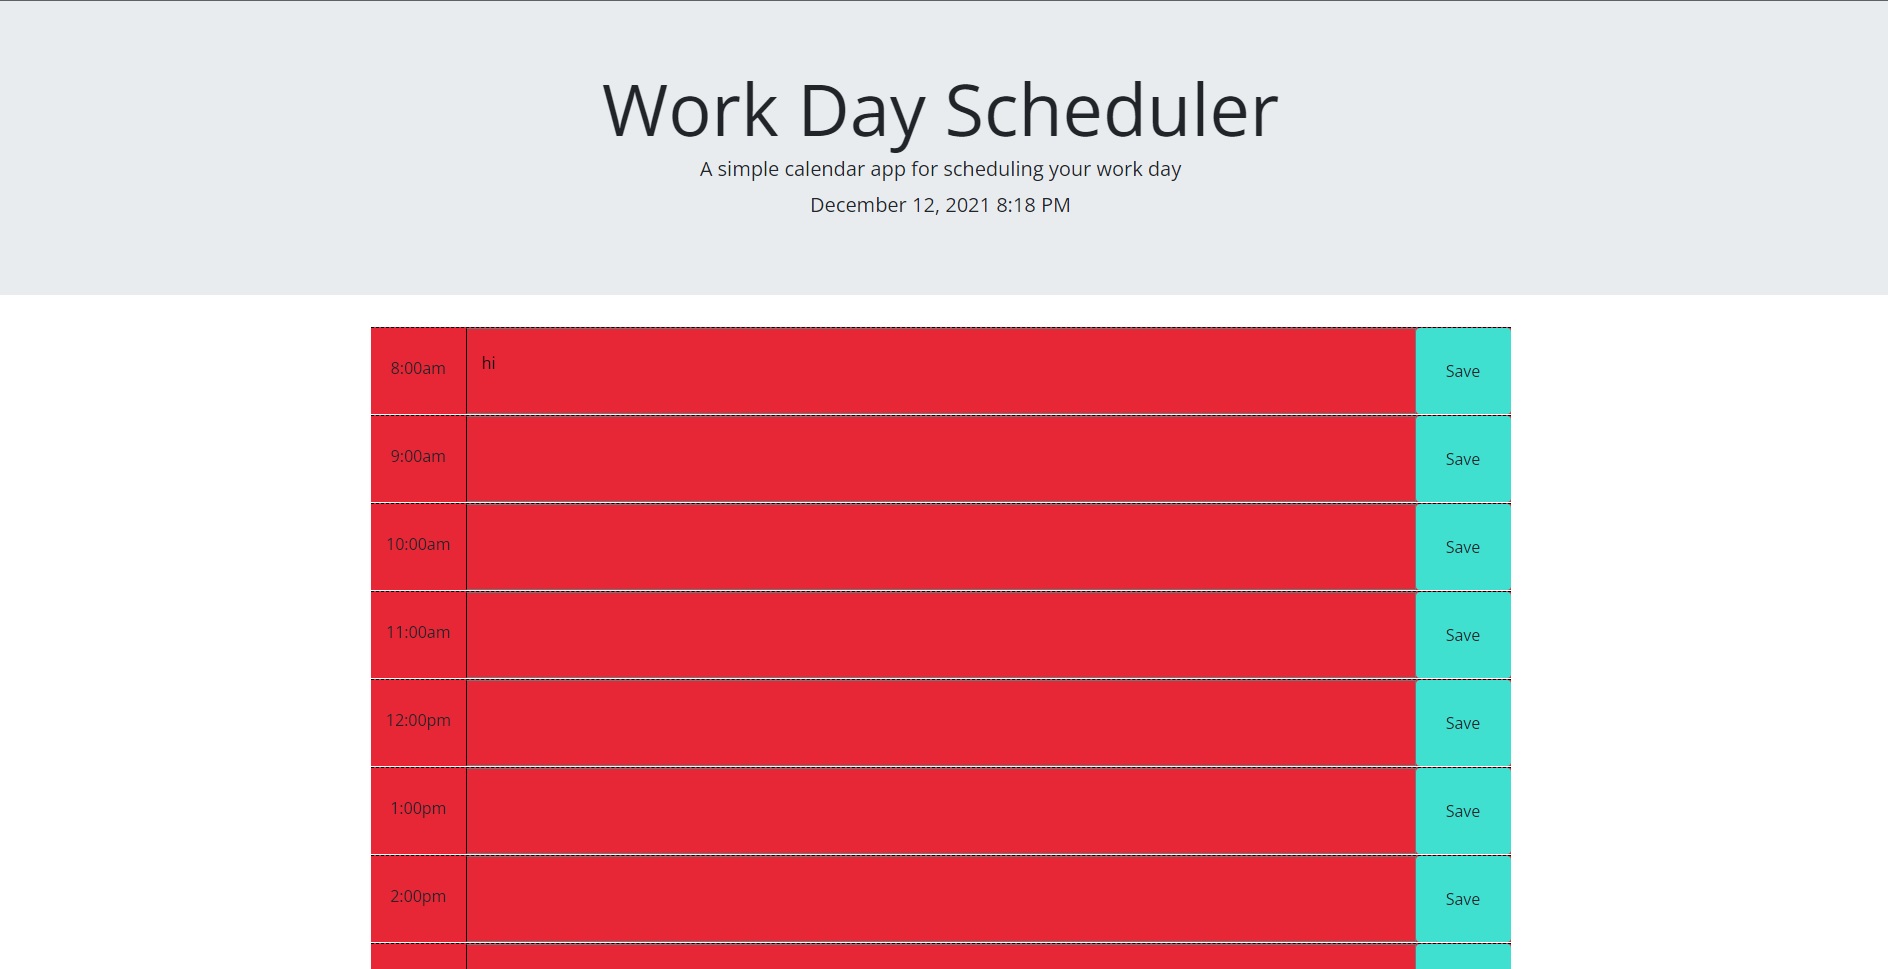 Work Day Scheduler
A simple calendar app for scheduling your work day
December 12, 2021 8:18 PM
8:00am hi Save
9:00am Save
10:00am Save
11:00am Save
12:00pm Save
1:00pm Save
2:00pm Save